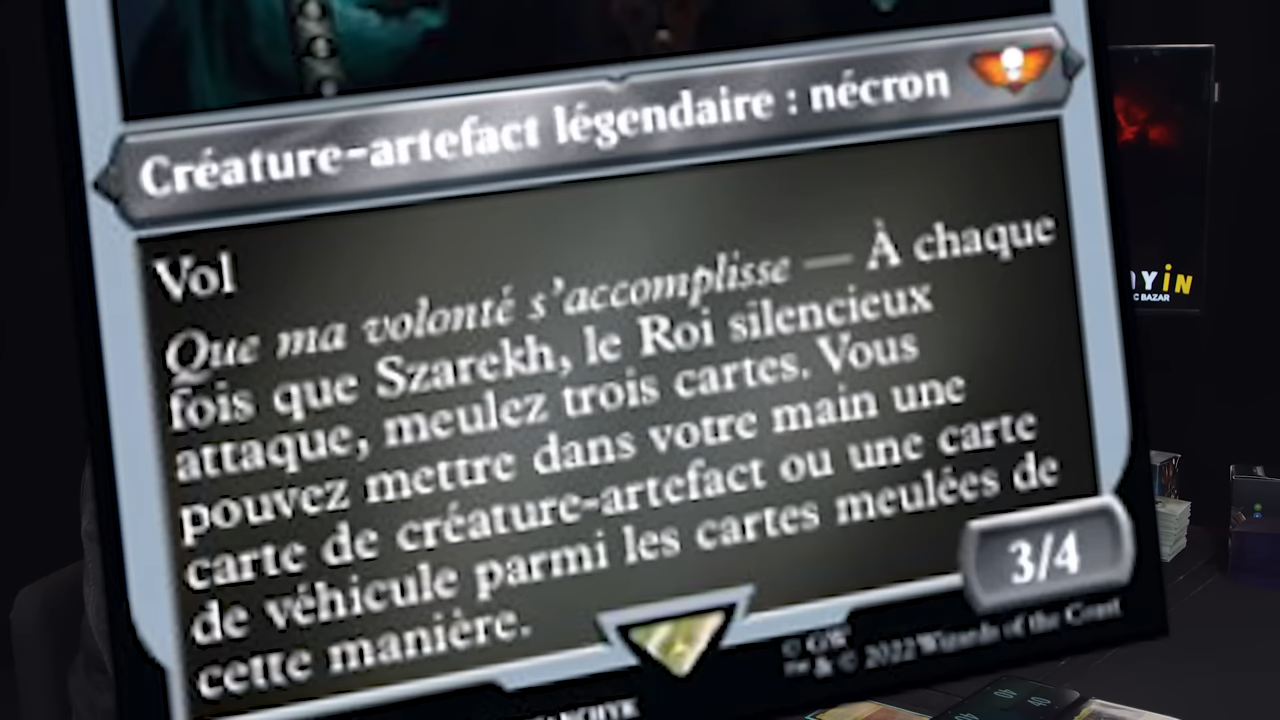 Créature-artefact légendaire : nécron
Vol
Que ma volonté s'accomplisse — À chaque
fois que Szarekh, le Roi silencieux
attaque, meulez trois cartes. Vous
pouvez mettre dans votre main une
carte de créature-artefact ou une carte
de véhicule parmi les cartes meulées de
cette manière.
3/4
© GW
™ & © 2022 Wizards of the Coast
BAZAR
40